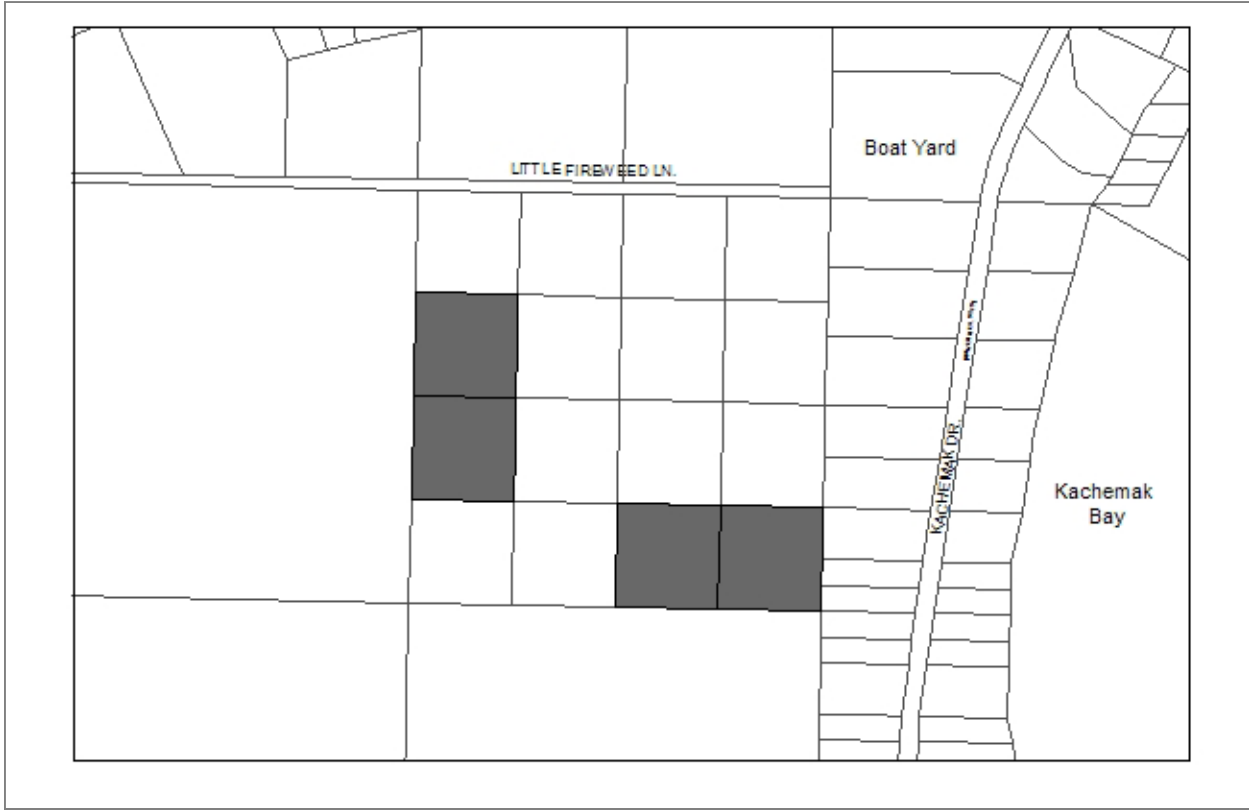 Boat Yard
LITTLE FIREWEED LN.
KACHEMAK DR.
Kachemak
Bay